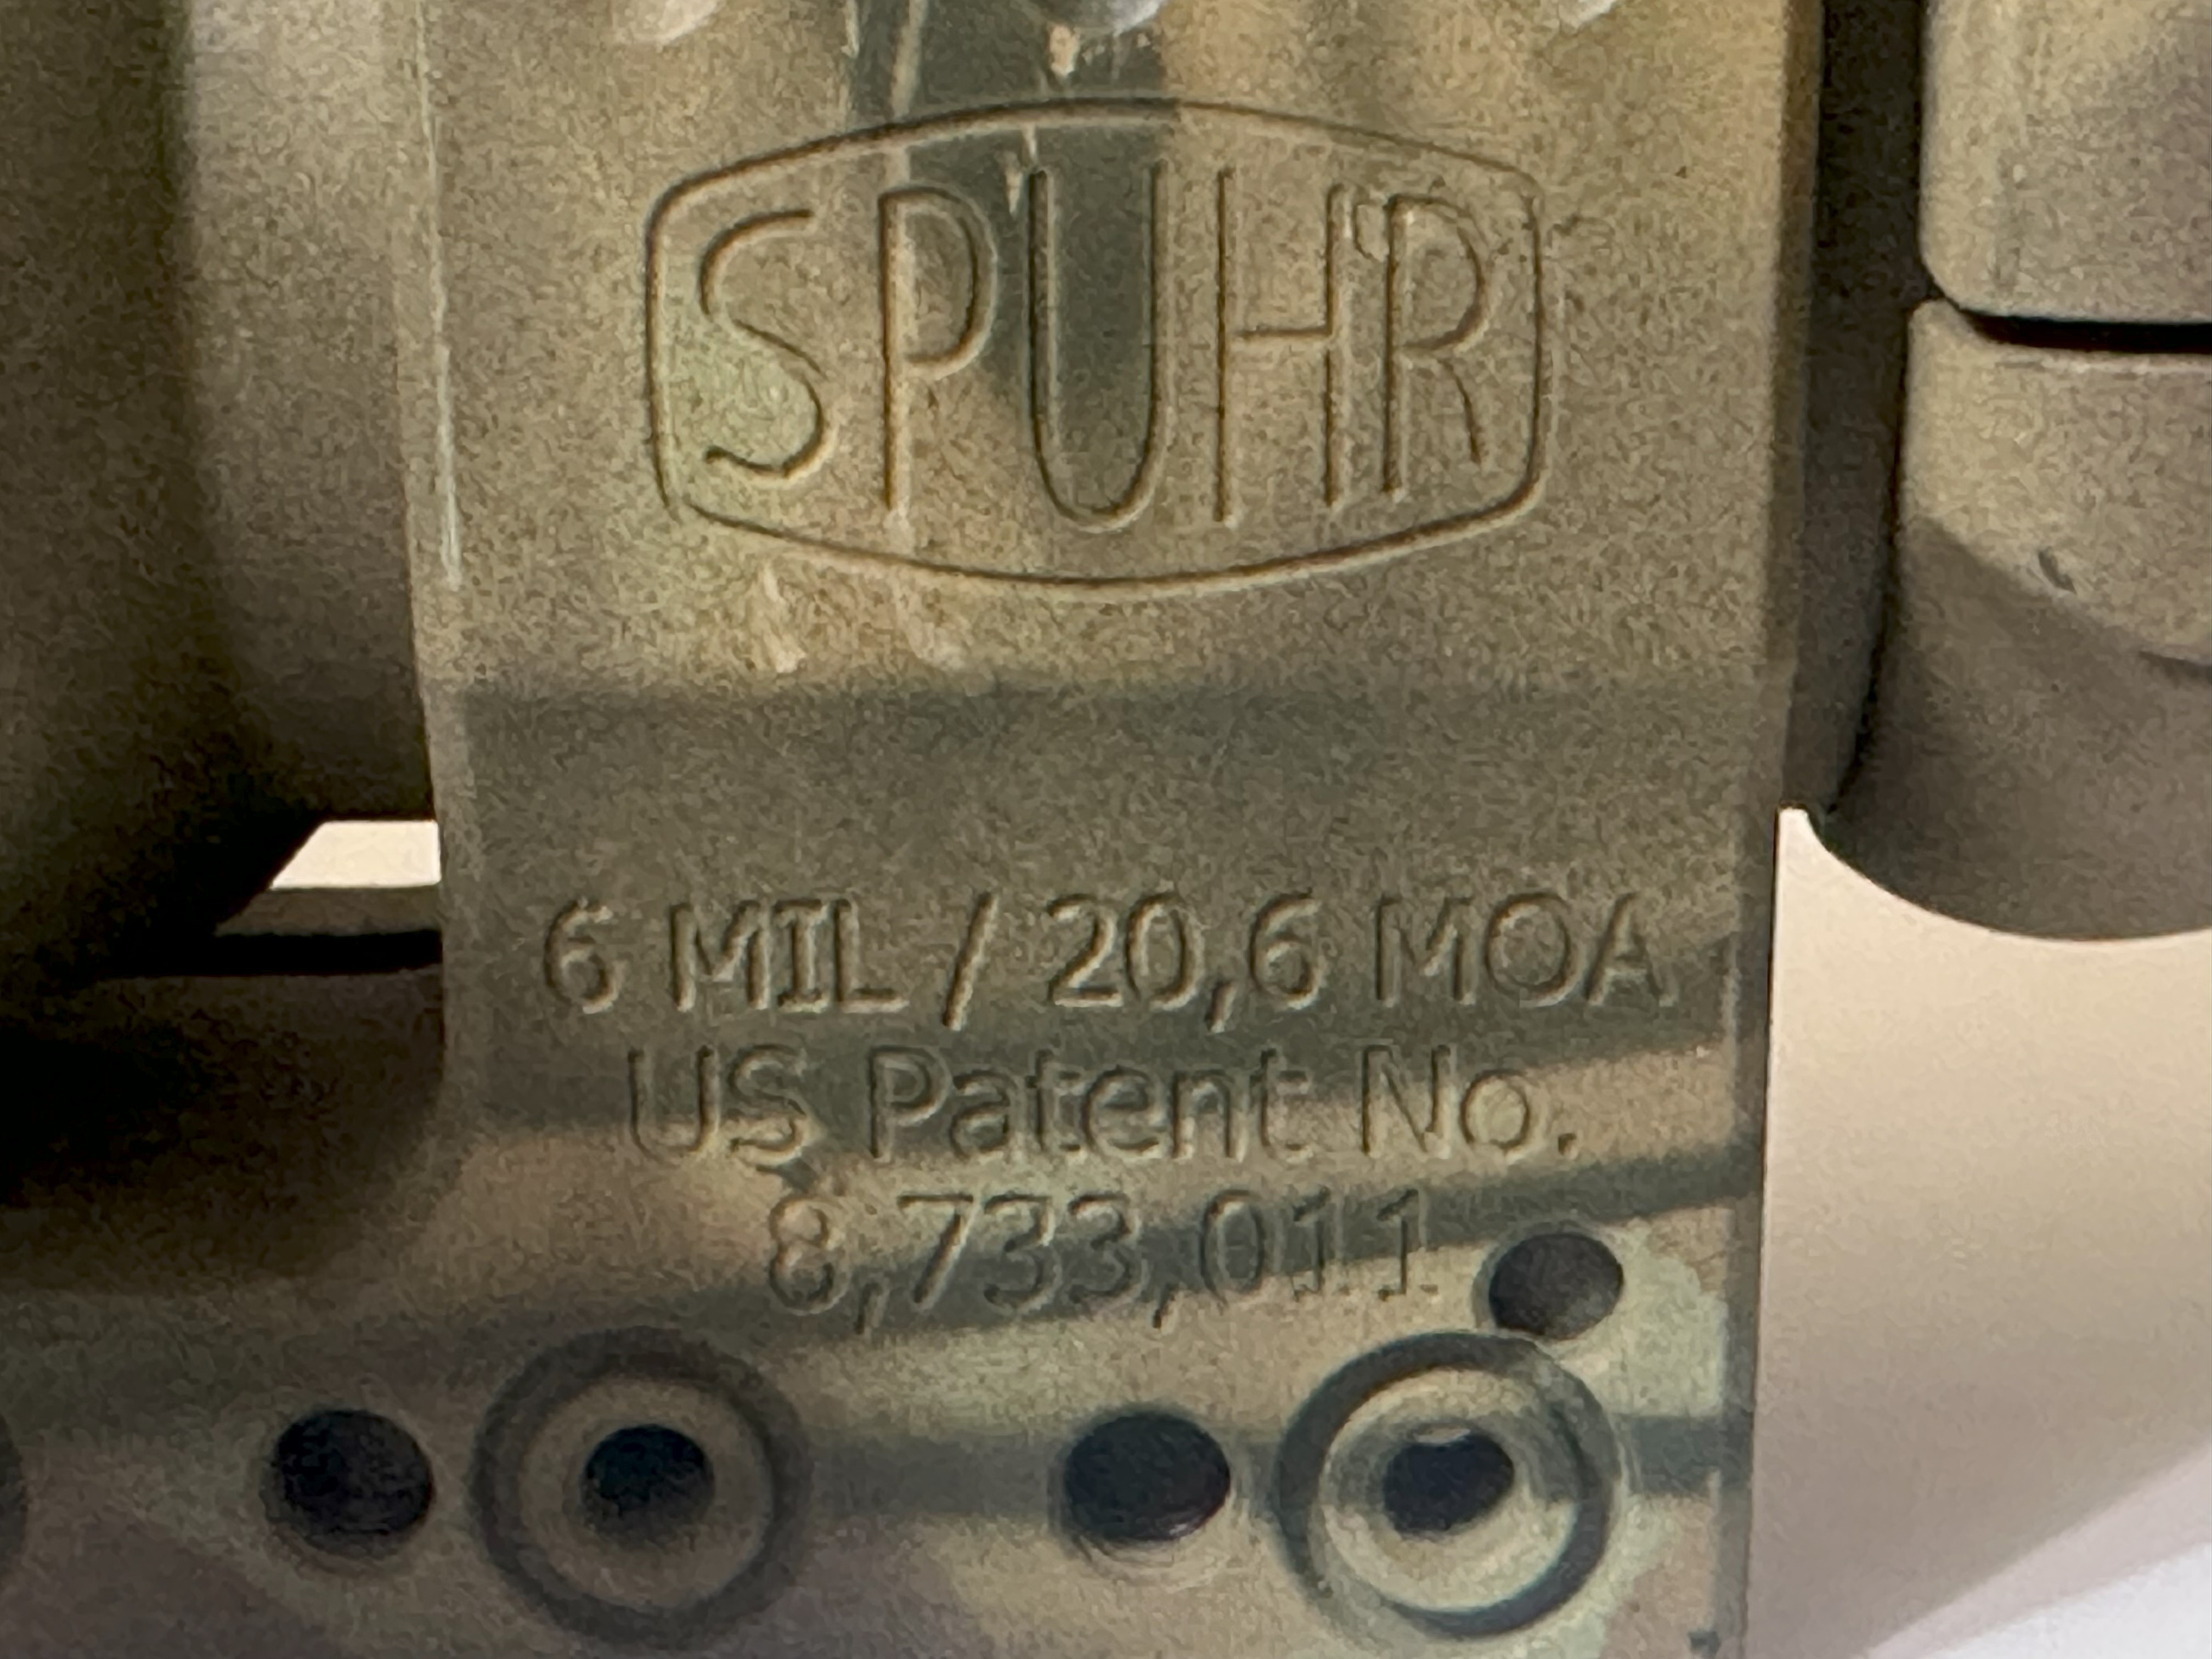 SPUHR
6 MIL / 20,6 MOA
US Patent No.
8,733,011